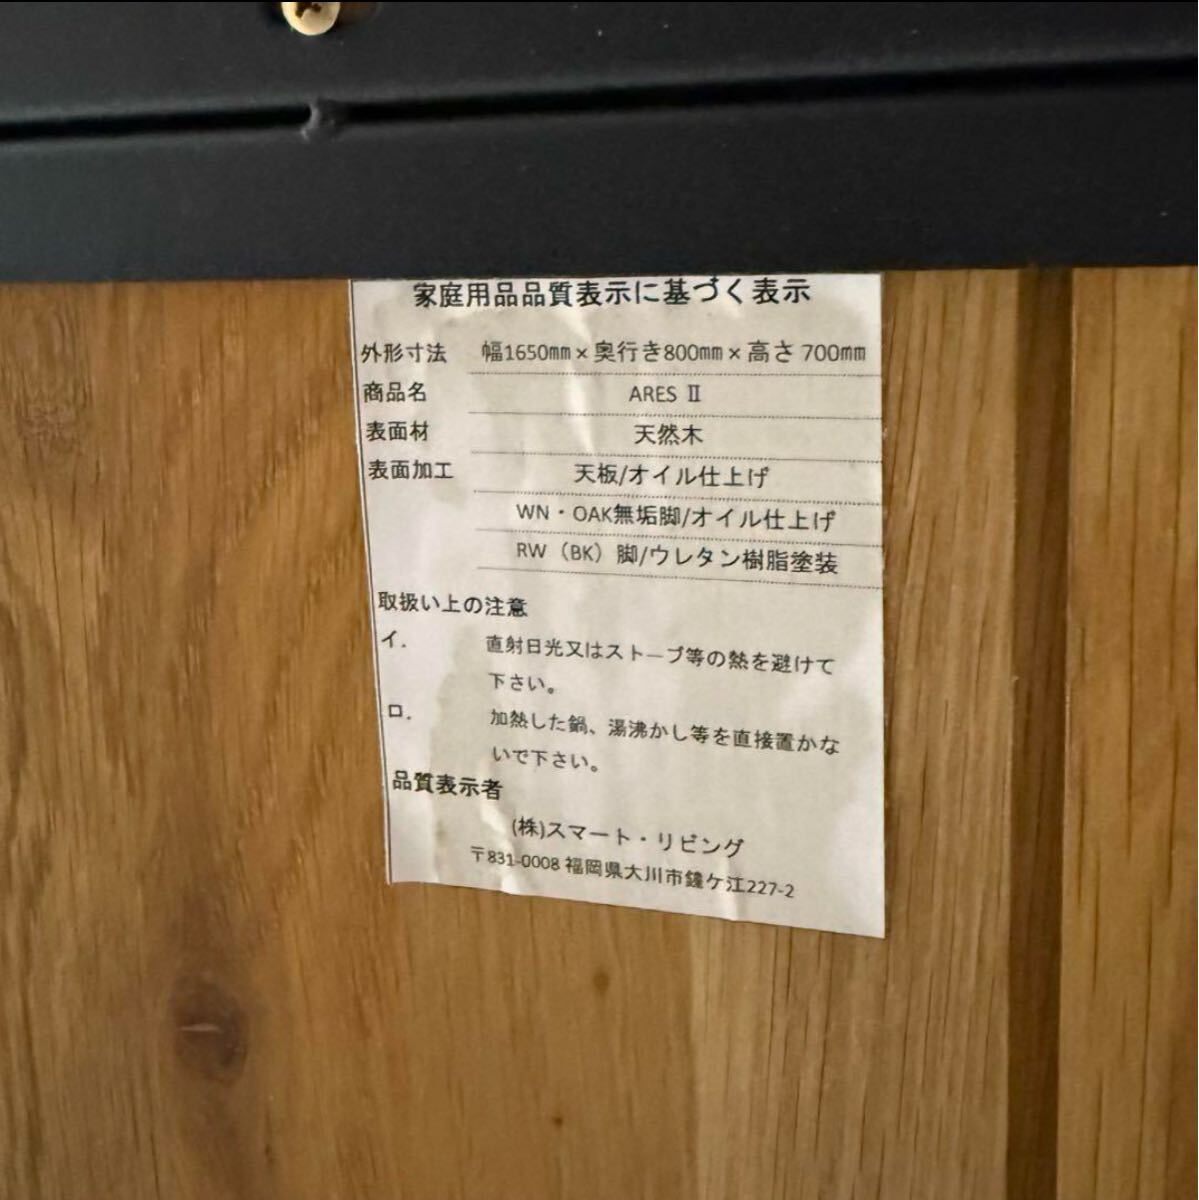 家庭用品品質表示に基づく表示
外形寸法 幅1650㎜×奥行き800㎜×高さ 700㎜
商品名 ARES Ⅱ
表面材 天然木
表面加工 天板/オイル仕上げ
WN・OAK無垢脚/オイル仕上げ
RW（BK）脚/ウレタン樹脂塗装
取扱い上の注意
イ. 直射日光又はストーブ等の熱を避けて
下さい。
ロ. 加熱した鍋、湯沸かし等を直接置かな
いで下さい。
品質表示者
(株)スマート・リビング
〒831-0008 福岡県大川市鐘ケ江227-2